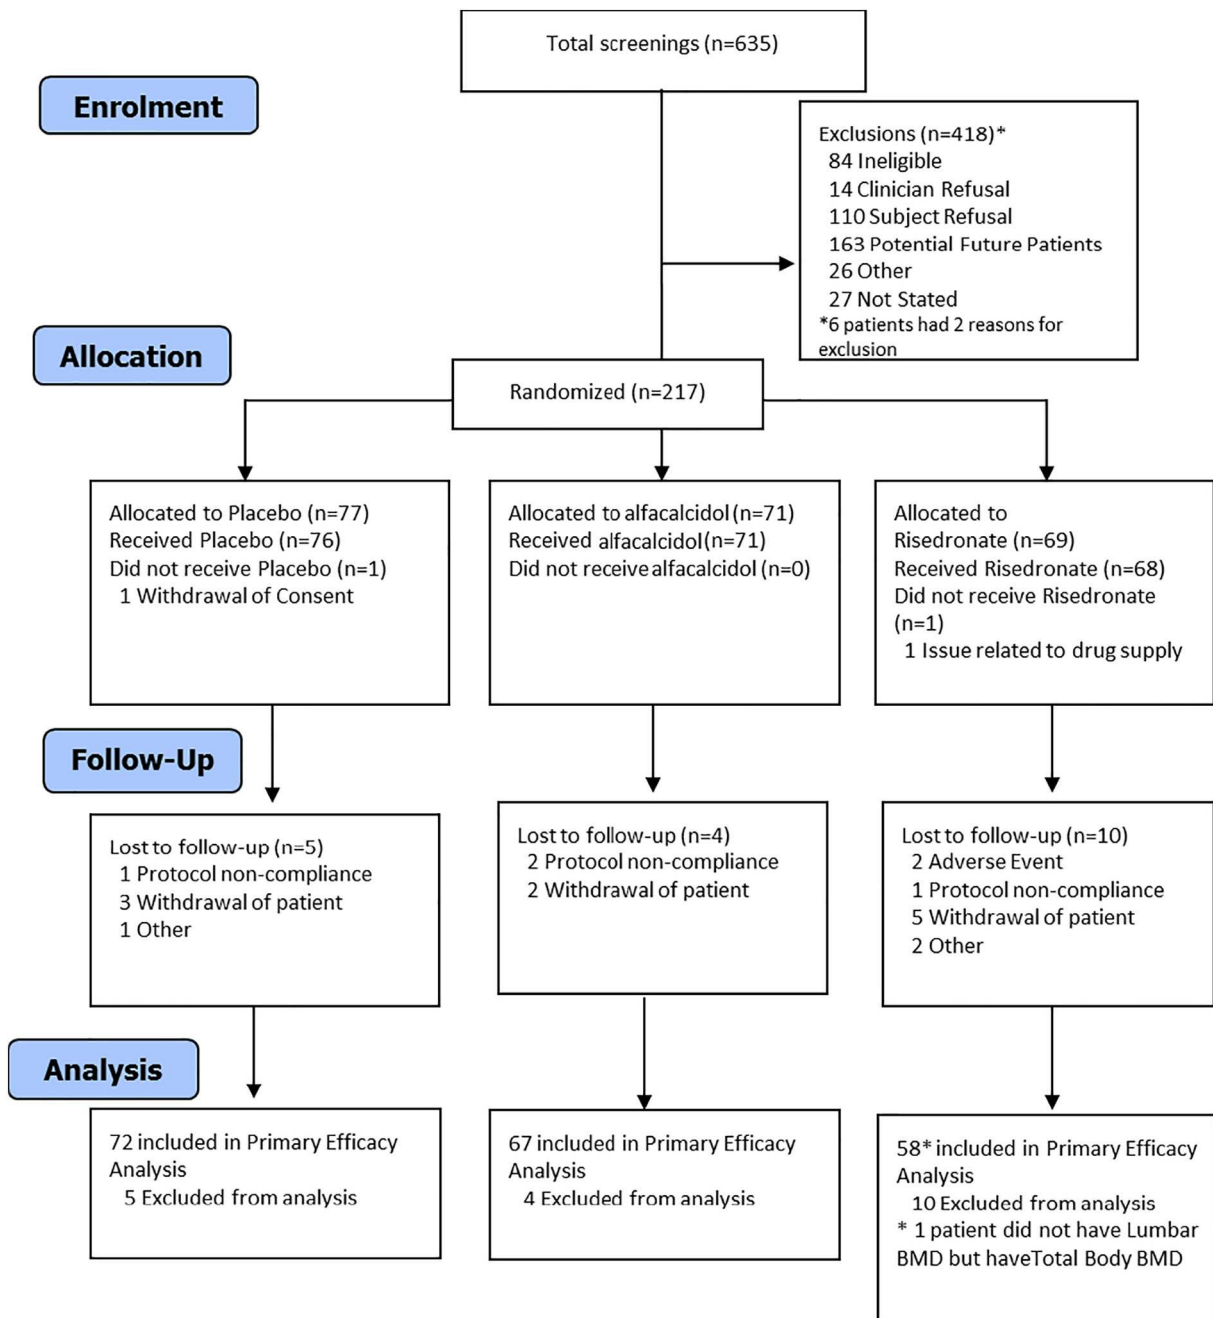 Total screenings (n=635)
Enrolment
Exclusions (n=418)*
84 Ineligible
14 Clinician Refusal
110 Subject Refusal
163 Potential Future Patients
26 Other
27 Not Stated
*6 patients had 2 reasons for
exclusion
Allocation
Randomized (n=217)
Allocated to Placebo (n=77)
Received Placebo (n=76)
Did not receive Placebo (n=1)
1 Withdrawal of Consent
Allocated to alfacalcidol (n=71)
Received alfacalcidol (n=71)
Did not receive alfacalcidol (n=0)
Allocated to
Risedronate (n=69)
Received Risedronate (n=68)
Did not receive Risedronate
(n=1)
1 Issue related to drug supply
Follow-Up
Lost to follow-up (n=5)
1 Protocol non-compliance
3 Withdrawal of patient
1 Other
Lost to follow-up (n=4)
2 Protocol non-compliance
2 Withdrawal of patient
Lost to follow-up (n=10)
2 Adverse Event
1 Protocol non-compliance
5 Withdrawal of patient
2 Other
Analysis
72 included in Primary Efficacy
Analysis
5 Excluded from analysis
67 included in Primary Efficacy
Analysis
4 Excluded from analysis
58* included in Primary Efficacy
Analysis
10 Excluded from analysis
* 1 patient did not have Lumbar
BMD but haveTotal Body BMD